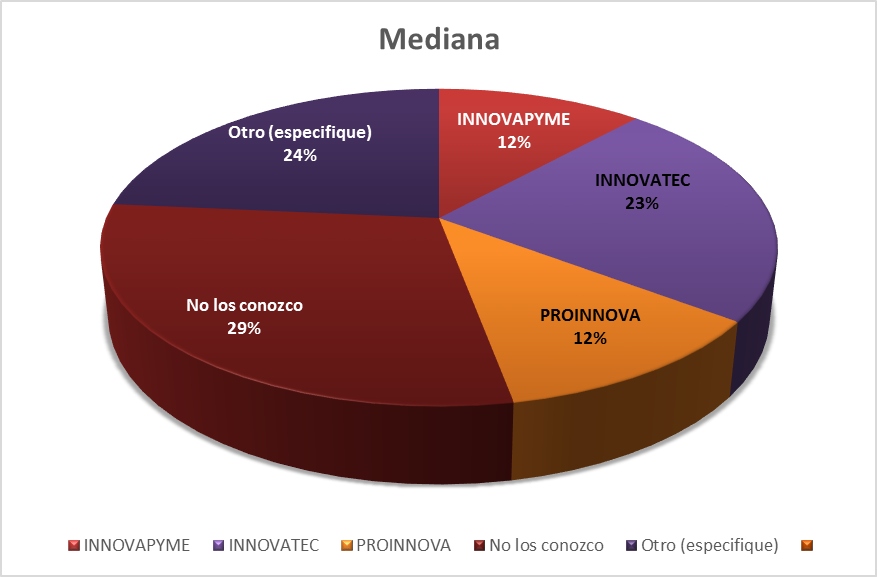 Mediana
INNOVAPYME
12%
Otro (especifique)
24%
INNOVATEC
23%
No los conozco
29%
PROINNOVA
12%
INNOVAPYME INNOVATEC PROINNOVA No los conozco Otro (especifique)